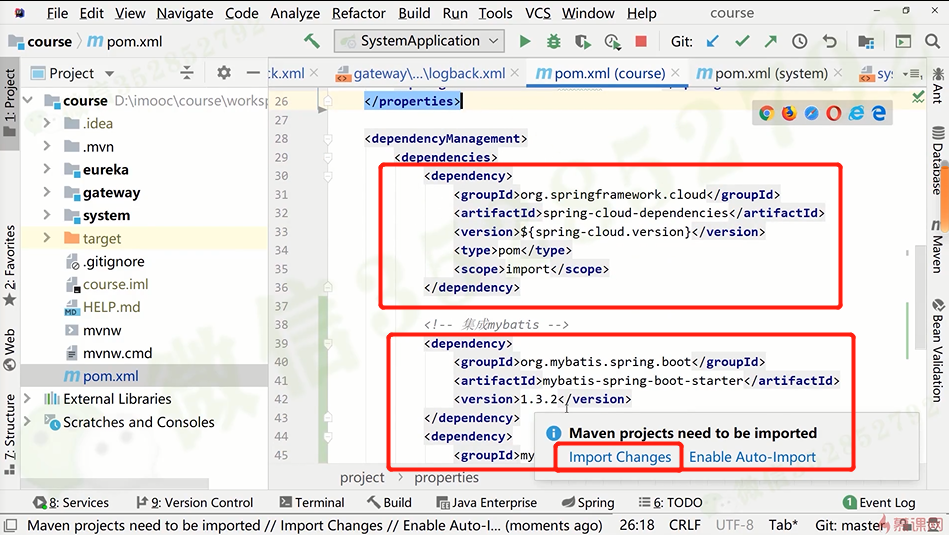 File Edit View Navigate Code Analyze Refactor Build Run Tools VCS Window Help course
course pom.xml SystemApplication Git:
Project ck.xml gateway\...\logback.xml pom.xml (course) pom.xml (system) sy
1: Project
2: Favorites
Web
Z: Structure
course D:\imooc\course\worksp
.idea
.mvn
eureka
gateway
system
target
.gitignore
course.iml
HELP.md
mvnw
mvnw.cmd
pom.xml
External Libraries
Scratches and Consoles
26 </properties>
27
28 <dependencyManagement>
29 <dependencies>
30 <dependency>
31 <groupId>org.springframework.cloud</groupId>
32 <artifactId>spring-cloud-dependencies</artifactId>
33 <version>${spring-cloud.version}</version>
34 <type>pom</type>
35 <scope>import</scope>
36 </dependency>
37
38 <!-- 集成mybatis -->
39 <dependency>
40 <groupId>org.mybatis.spring.boot</groupId>
41 <artifactId>mybatis-spring-boot-starter</artifactId>
42 <version>1.3.2</version>
43 </dependency>
44 <dependency>
45 <groupId>my
Maven projects need to be imported
Import Changes Enable Auto-Import
Ant
Database
Maven
Bean Validation
project > properties
8: Services 9: Version Control Terminal Build Java Enterprise Spring 6: TODO 1 Event Log
Maven projects need to be imported // Import Changes // Enable Auto-I... (moments ago) 26:18 CRLF UTF-8 Tab* Git: master
慕课网